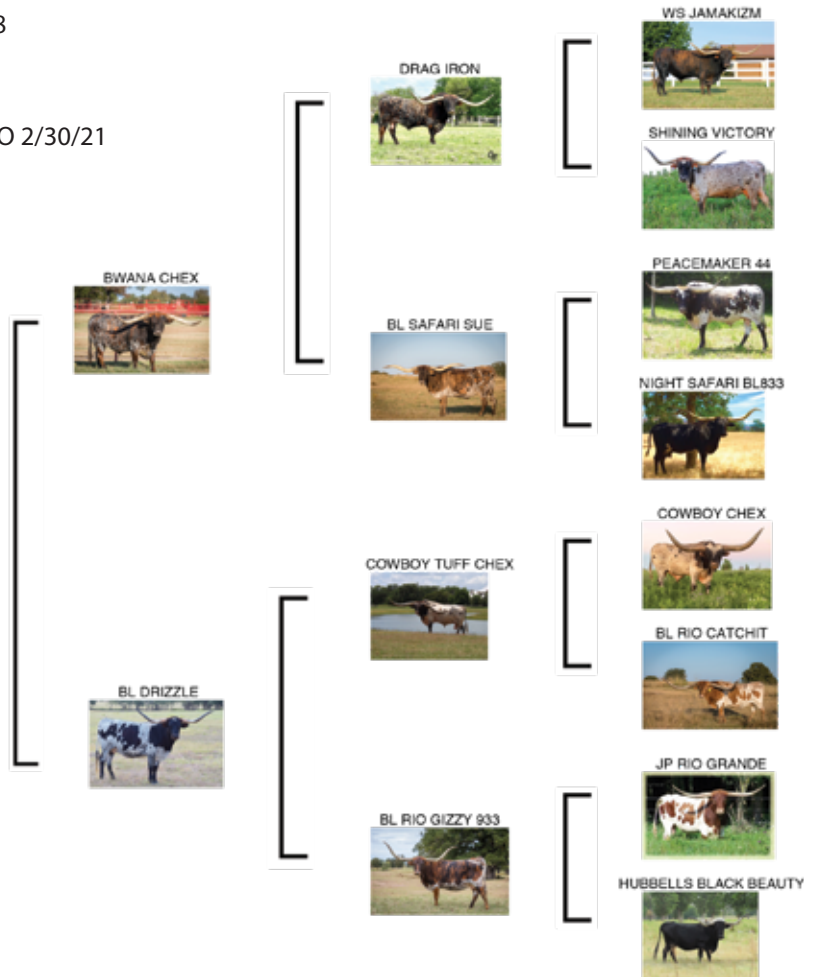 3
O 2/30/21
WS JAMAKIZM
DRAG IRON
SHINING VICTORY
BWANA CHEX
PEACEMAKER 44
BL SAFARI SUE
NIGHT SAFARI BL833
COWBOY CHEX
COWBOY TUFF CHEX
BL RIO CATCHIT
BL DRIZZLE
JP RIO GRANDE
BL RIO GIZZY 933
HUBBELLS BLACK BEAUTY